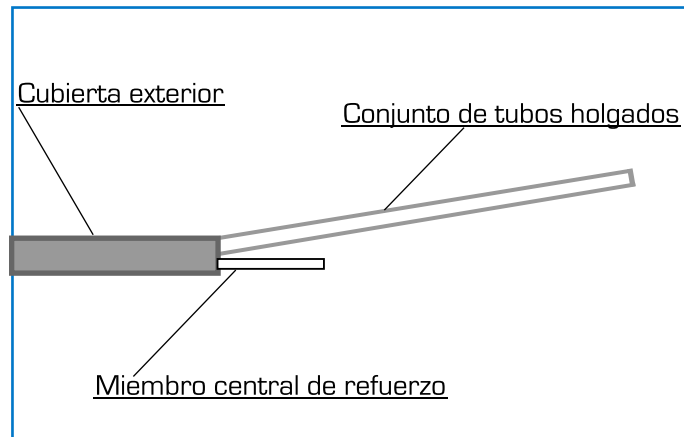 Cubierta exterior
Conjunto de tubos holgados
Miembro central de refuerzo